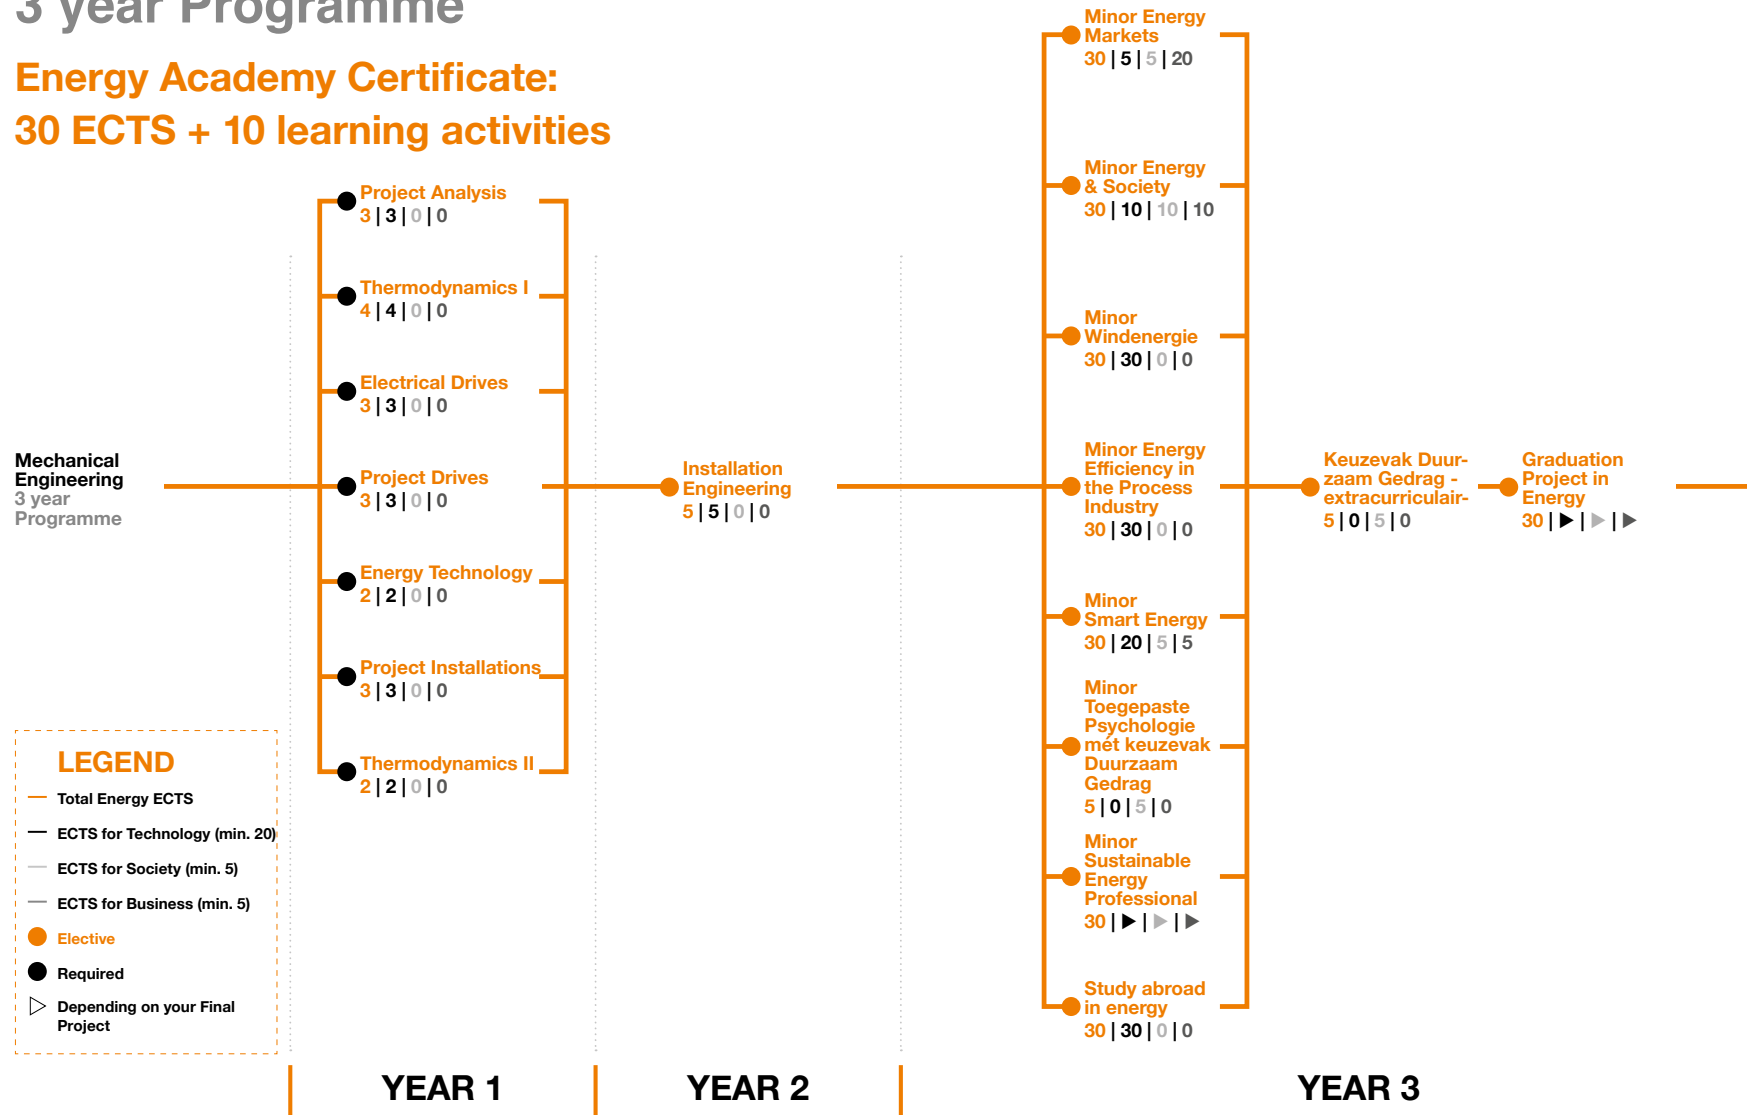 3 year Programme
Energy Academy Certificate:
30 ECTS + 10 learning activities
Mechanical
Engineering
3 year
Programme
Project Analysis
3 | 3 | 0 | 0
Thermodynamics I
4 | 4 | 0 | 0
Electrical Drives
3 | 3 | 0 | 0
Project Drives
3 | 3 | 0 | 0
Energy Technology
2 | 2 | 0 | 0
Project Installations
3 | 3 | 0 | 0
Thermodynamics II
2 | 2 | 0 | 0
Installation
Engineering
5 | 5 | 0 | 0
Minor Energy
Markets
30 | 5 | 5 | 20
Minor Energy
& Society
30 | 10 | 10 | 10
Minor
Windenergie
30 | 30 | 0 | 0
Minor Energy
Efficiency in
the Process
Industry
30 | 30 | 0 | 0
Minor
Smart Energy
30 | 20 | 5 | 5
Minor
Toegepaste
Psychologie
mét keuzevak
Duurzaam
Gedrag
5 | 0 | 5 | 0
Minor
Sustainable
Energy
Professional
30 | ▶ | ▶ | ▶
Study abroad
in energy
30 | 30 | 0 | 0
Keuzevak Duur-
zaam Gedrag -
extracurriculair-
5 | 0 | 5 | 0
Graduation
Project in
Energy
30 | ▶ | ▶ | ▶
LEGEND
Total Energy ECTS
ECTS for Technology (min. 20)
ECTS for Society (min. 5)
ECTS for Business (min. 5)
Elective
Required
Depending on your Final
Project
YEAR 1
YEAR 2
YEAR 3